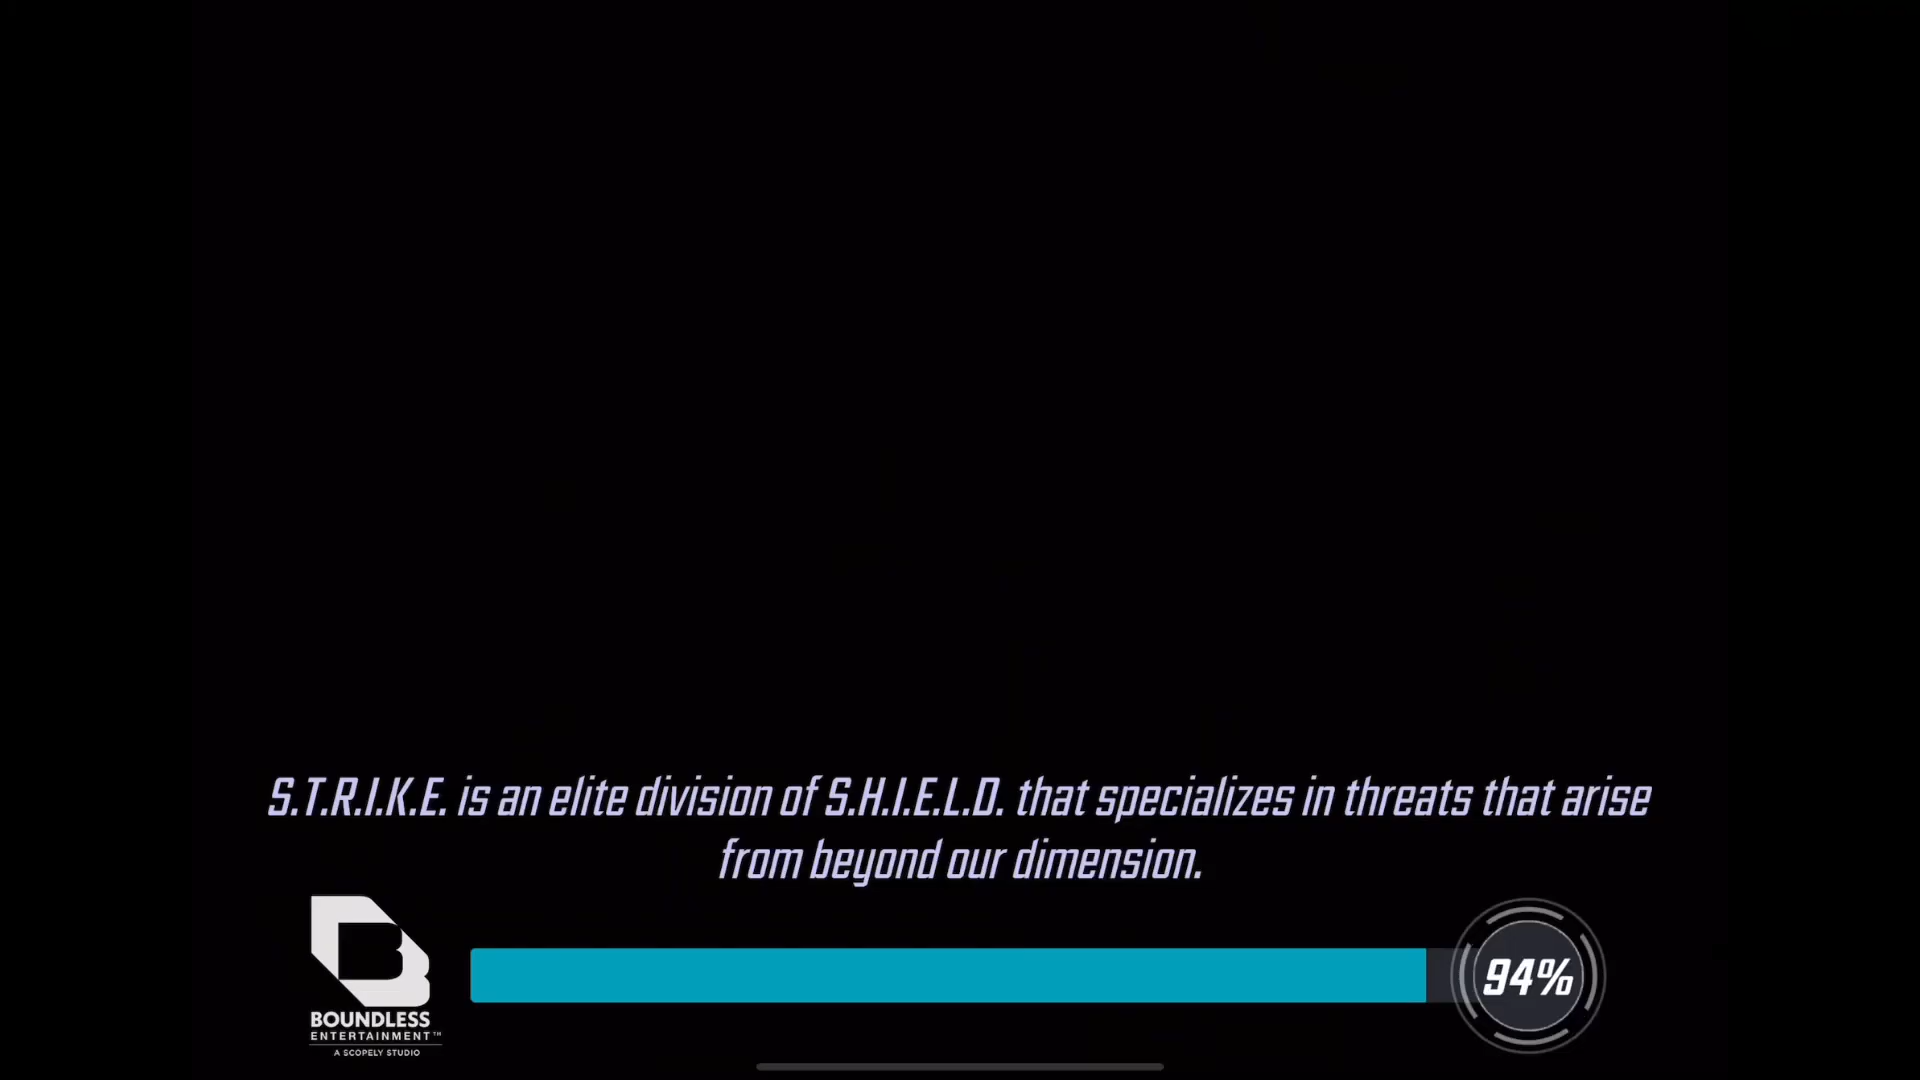 S.T.R.I.K.E. is an elite division of S.H.I.E.L.D. that specializes in threats that arise
from beyond our dimension.
94%
BOUNDLESS
ENTERTAINMENT™
A SCOPELY STUDIO